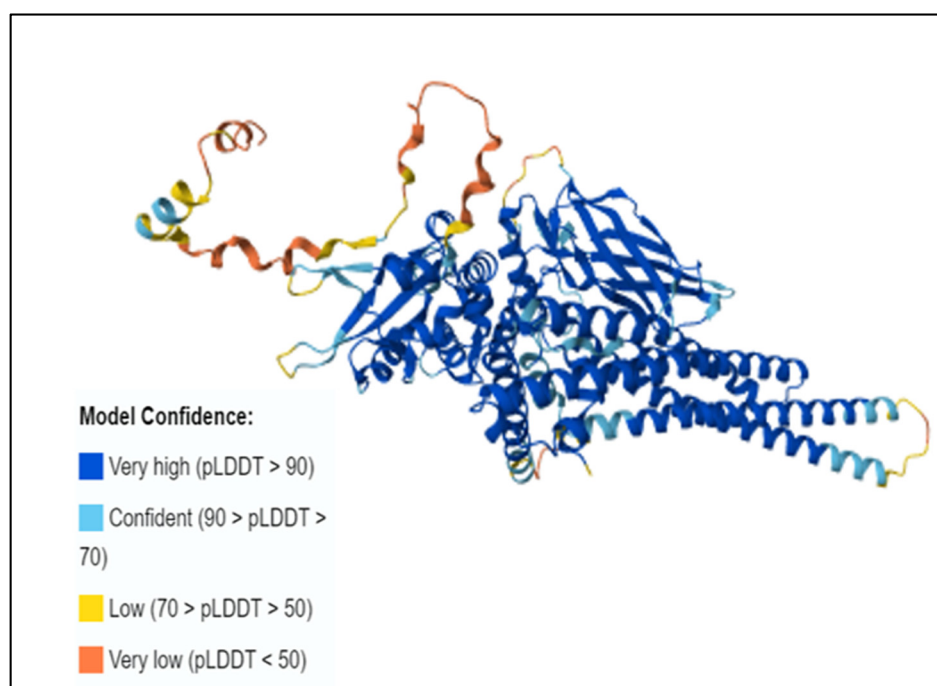 Model Confidence:
Very high (pLDDT > 90)
Confident (90 > pLDDT >
70)
Low (70 > pLDDT > 50)
Very low (pLDDT < 50)